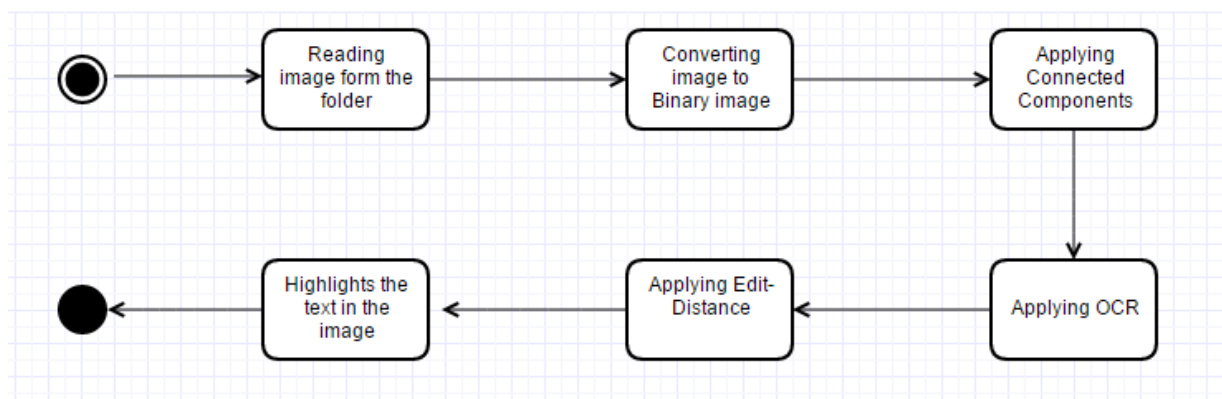 Reading
image form the
folder
Converting
image to
Binary image
Applying
Connected
Components
Applying OCR
Applying Edit-
Distance
Highlights the
text in the
image